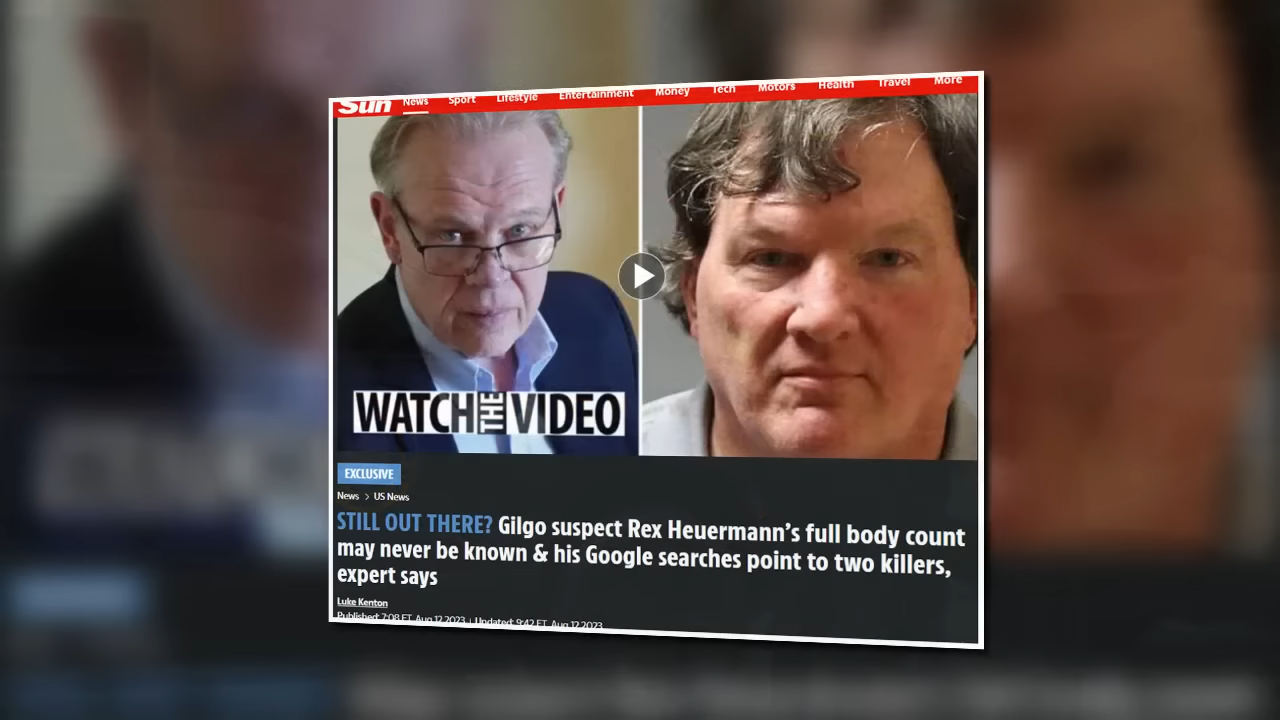 Sun News Sport Lifestyle Entertainment Money Tech Motors Health Travel More
WATCH THE VIDEO
EXCLUSIVE
News > US News
STILL OUT THERE? Gilgo suspect Rex Heuermann's full body count
may never be known & his Google searches point to two killers,
expert says
Luke Kenton
Published: 7:08 ET, Aug 12 2023 | Updated: 9:42 ET, Aug 12 2023